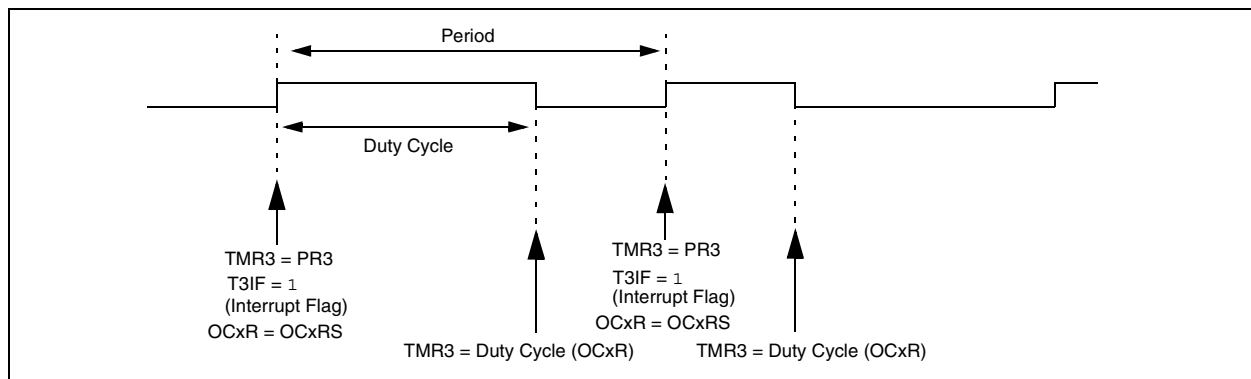 Period
Duty Cycle
TMR3 = PR3
T3IF = 1
(Interrupt Flag)
OCxR = OCxRS
TMR3 = Duty Cycle (OCxR)
TMR3 = PR3
T3IF = 1
(Interrupt Flag)
OCxR = OCxRS
TMR3 = Duty Cycle (OCxR)